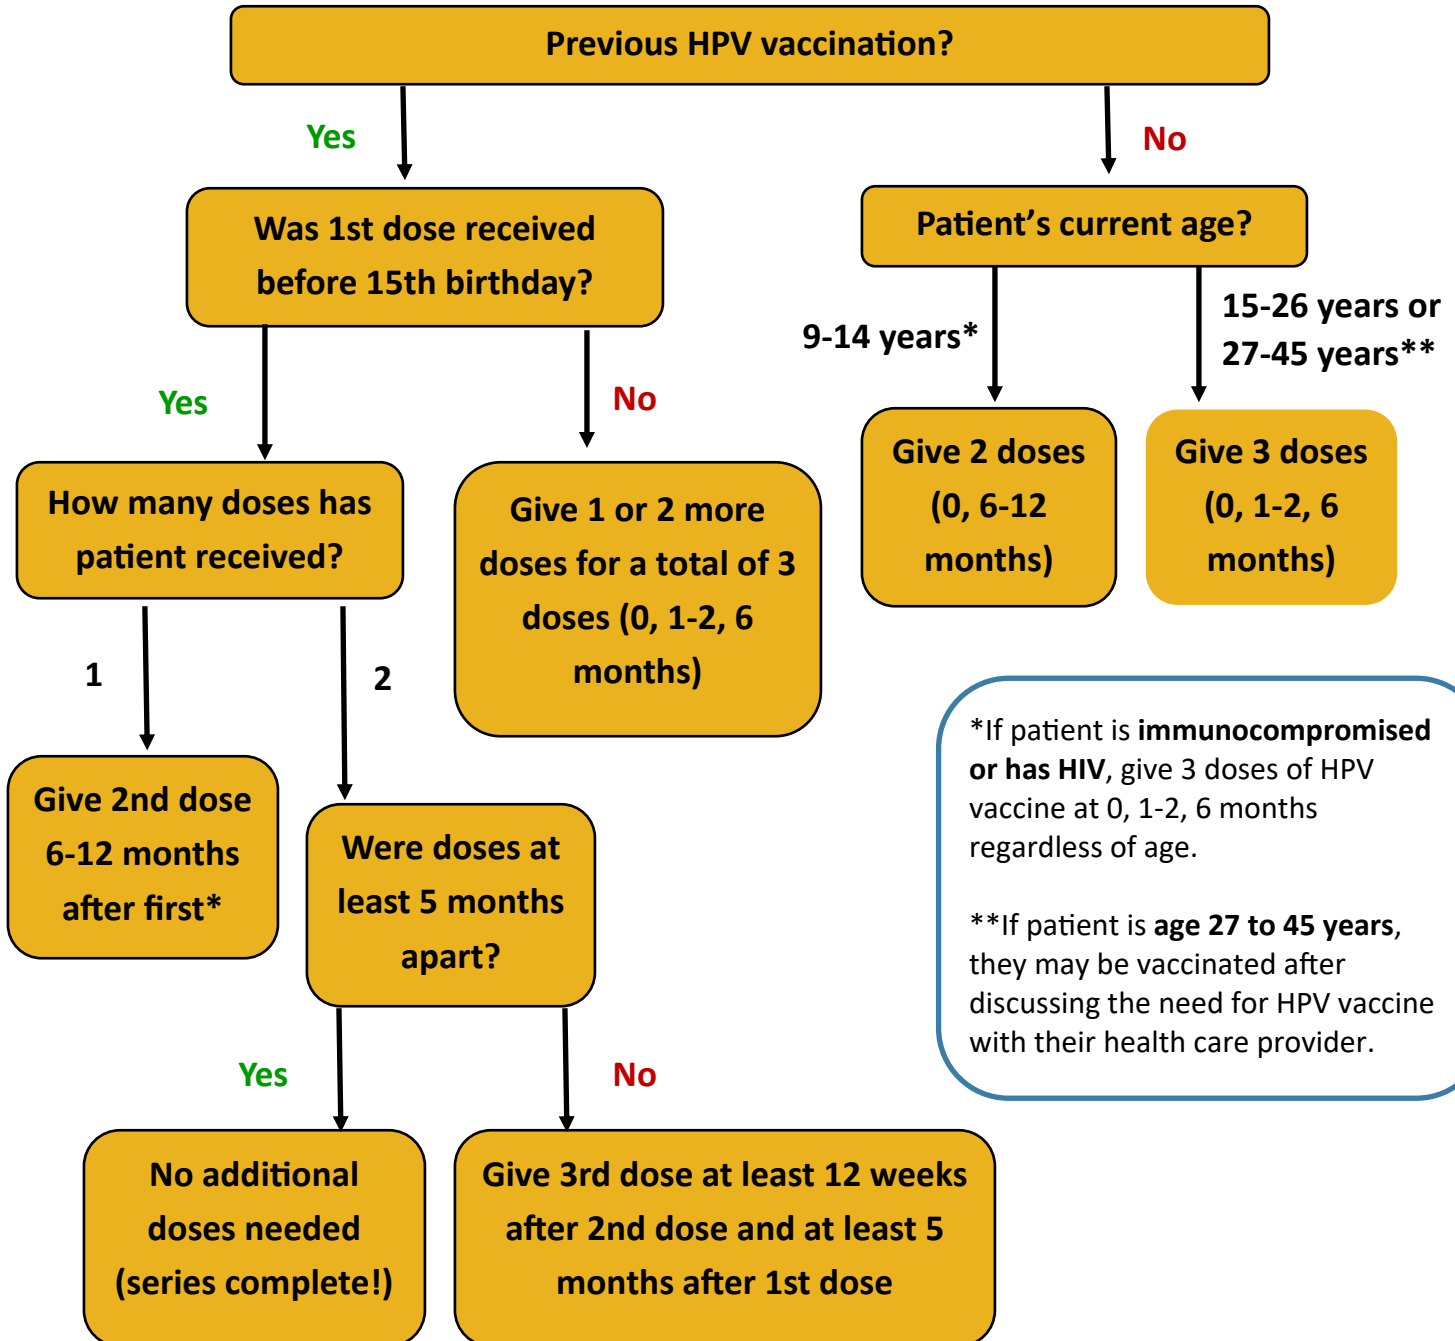 Previous HPV vaccination?
Yes
No
Was 1st dose received
before 15th birthday?
Patient’s current age?
9-14 years*
15-26 years or
27-45 years**
Yes
No
How many doses has
patient received?
Give 1 or 2 more
doses for a total of 3
doses (0, 1-2, 6
months)
Give 2 doses
(0, 6-12
months)
Give 3 doses
(0, 1-2, 6
months)
1
2
Give 2nd dose
6-12 months
after first*
Were doses at
least 5 months
apart?
*If patient is immunocompromised
or has HIV, give 3 doses of HPV
vaccine at 0, 1-2, 6 months
regardless of age.
**If patient is age 27 to 45 years,
they may be vaccinated after
discussing the need for HPV vaccine
with their health care provider.
Yes
No
No additional
doses needed
(series complete!)
Give 3rd dose at least 12 weeks
after 2nd dose and at least 5
months after 1st dose